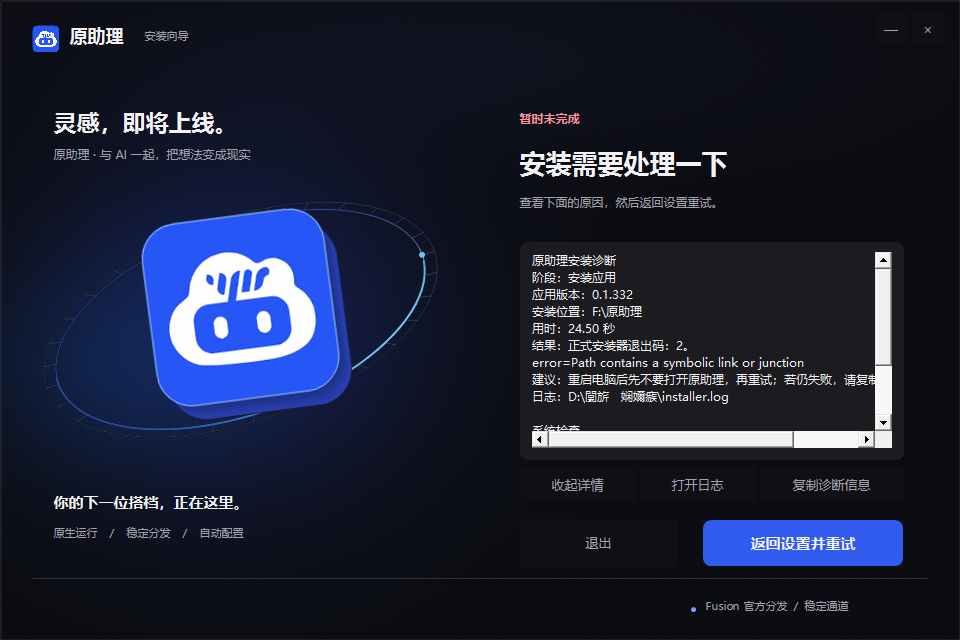 原助理 安装向导
灵感，即将上线。
原助理 · 与 AI 一起，把想法变成现实
你的下一位搭档，正在这里。
原生运行 / 稳定分发 / 自动配置
暂时未完成
安装需要处理一下
查看下面的原因，然后返回设置重试。
原助理安装诊断
阶段：安装应用
应用版本：0.1.332
安装位置：F:\原助理
用时：24.50 秒
结果：正式安装器退出码：2。
error=Path contains a symbolic link or junction
建议：重启电脑后先不要打开原助理，再重试；若仍失败，请复制
日志：D:\闃旂 娴嬭瘯\installer.log
系统检查
收起详情 打开日志 复制诊断信息
退出 返回设置并重试
Fusion 官方分发 / 稳定通道